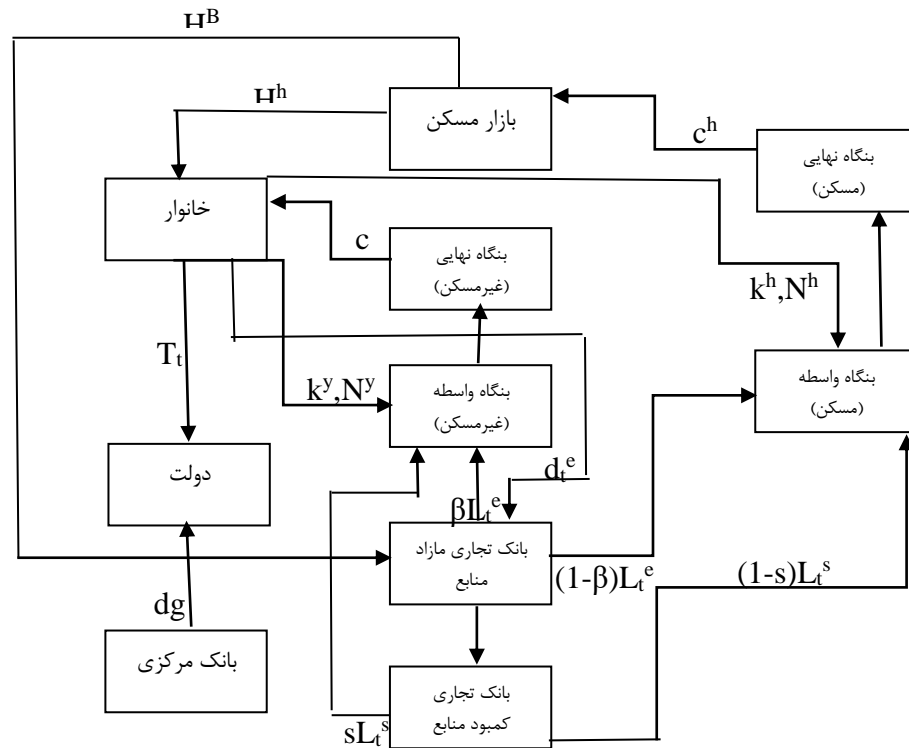 H^B
H^h
بازار مسکن
c^h
بنگاه نهایی
(مسکن)
خانوار
c
بنگاه نهایی
(غیرمسکن)
k^h,N^h
T_t
k^y,N^y
بنگاه واسطه
(غیرمسکن)
بنگاه واسطه
(مسکن)
دولت
d_t^e
βL_t^e
بانک تجاری مازاد
منابع
(1-β)L_t^e
(1-s)L_t^s
dg
بانک مرکزی
بانک تجاری
کمبود منابع
sL_t^s